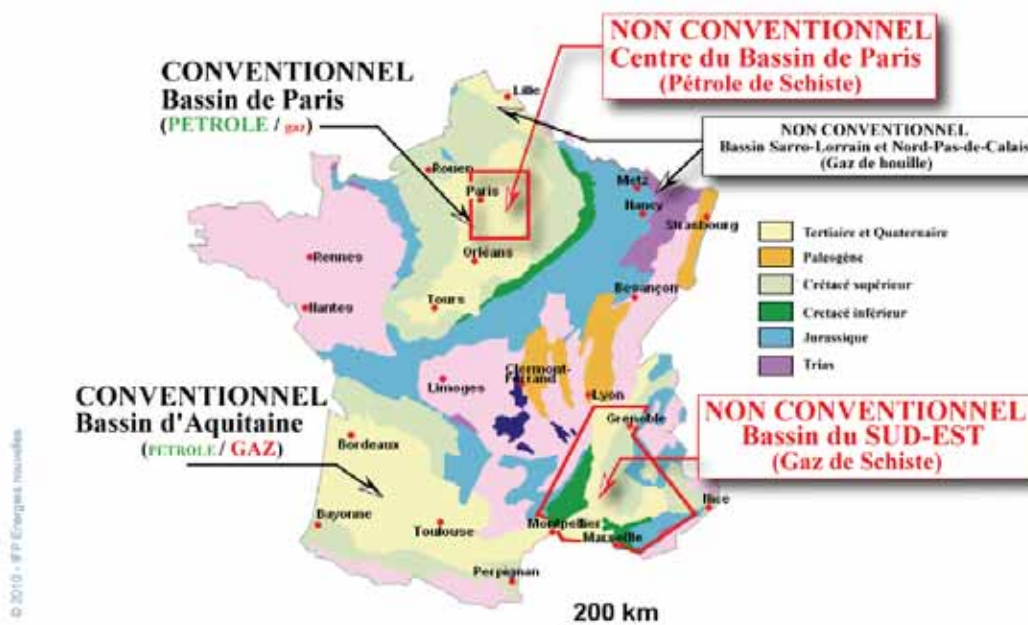 NON CONVENTIONNEL
Centre du Bassin de Paris
(Pétrole de Schiste)
CONVENTIONNEL
Bassin de Paris
(PETROLE / gaz)
NON CONVENTIONNEL
Bassin Sarro-Lorrain et Nord-Pas-de-Calais
(Gaz de houille)
Lille
Rouen
Paris
Metz
Nancy
Strasbourg
Orléans
Rennes
Nantes
Tours
Besançon
Tertiaire et Quaternaire
Paleogène
Crétacé supérieur
Cretacé inférieur
Jurassique
Trias
Limoges
Clermont-
Ferrand
Lyon
Grenoble
CONVENTIONNEL
Bassin d'Aquitaine
(PETROLE / GAZ)
NON CONVENTIONNEL
Bassin du SUD-EST
(Gaz de Schiste)
Bordeaux
Bayonne
Toulouse
Montpellier
Marseille
Nice
Perpignan
200 km
© 2010 - IFP Energies nouvelles